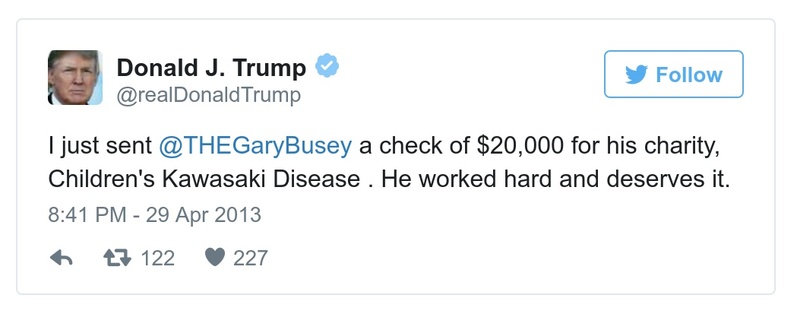 Donald J. Trump
@realDonaldTrump
Follow
I just sent @THEGaryBusey a check of $20,000 for his charity,
Children's Kawasaki Disease . He worked hard and deserves it.
8:41 PM - 29 Apr 2013
122 227